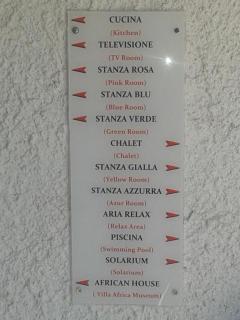 CUCINA
(Kitchen)
TELEVISIONE
(TV Room)
STANZA ROSA
(Pink Room)
STANZA BLU
(Blue Room)
STANZA VERDE
(Green Room)
CHALET
(Chalet)
STANZA GIALLA
(Yellow Room)
STANZA AZZURRA
(Azur Room)
ARIA RELAX
(Relax Area)
PISCINA
(Swimming Pool)
SOLARIUM
(Solarium)
AFRICAN HOUSE
( Villa Africa Museum)